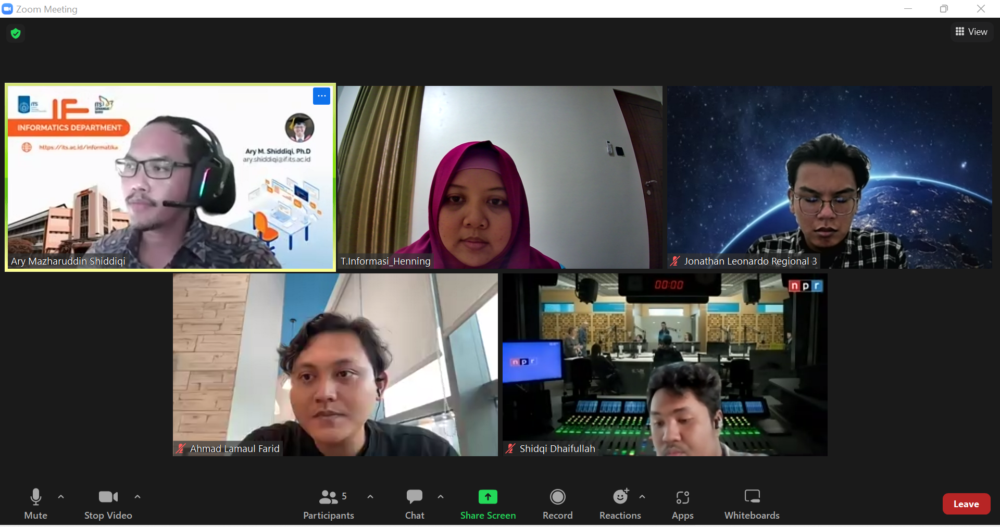 Zoom Meeting
View
ITS
IF
ITS
INFORMATICS DEPARTMENT
https://its.ac.id/informatika
Ary M. Shiddiqi, Ph.D
ary.shiddiqi@if.its.ac.id
Ary Mazharuddin Shiddiqi
T.Informasi_Henning
Jonathan Leonardo Regional 3
00:00
npr
npr
Ahmad Lamaul Farid
Shidqi Dhaifullah
Mute
Stop Video
5
Participants
Chat
Share Screen
Record
Reactions
Apps
Whiteboards
Leave